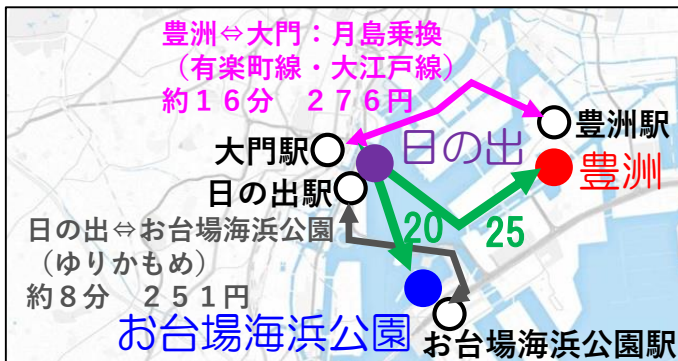 豊洲⇔大門：月島乗換
（有楽町線・大江戸線）
約１６分　２７６円
豊洲駅
大門駅
日の出
豊洲
日の出駅
日の出⇔お台場海浜公園
（ゆりかもめ）
約８分　２５１円
20
25
お台場海浜公園
お台場海浜公園駅